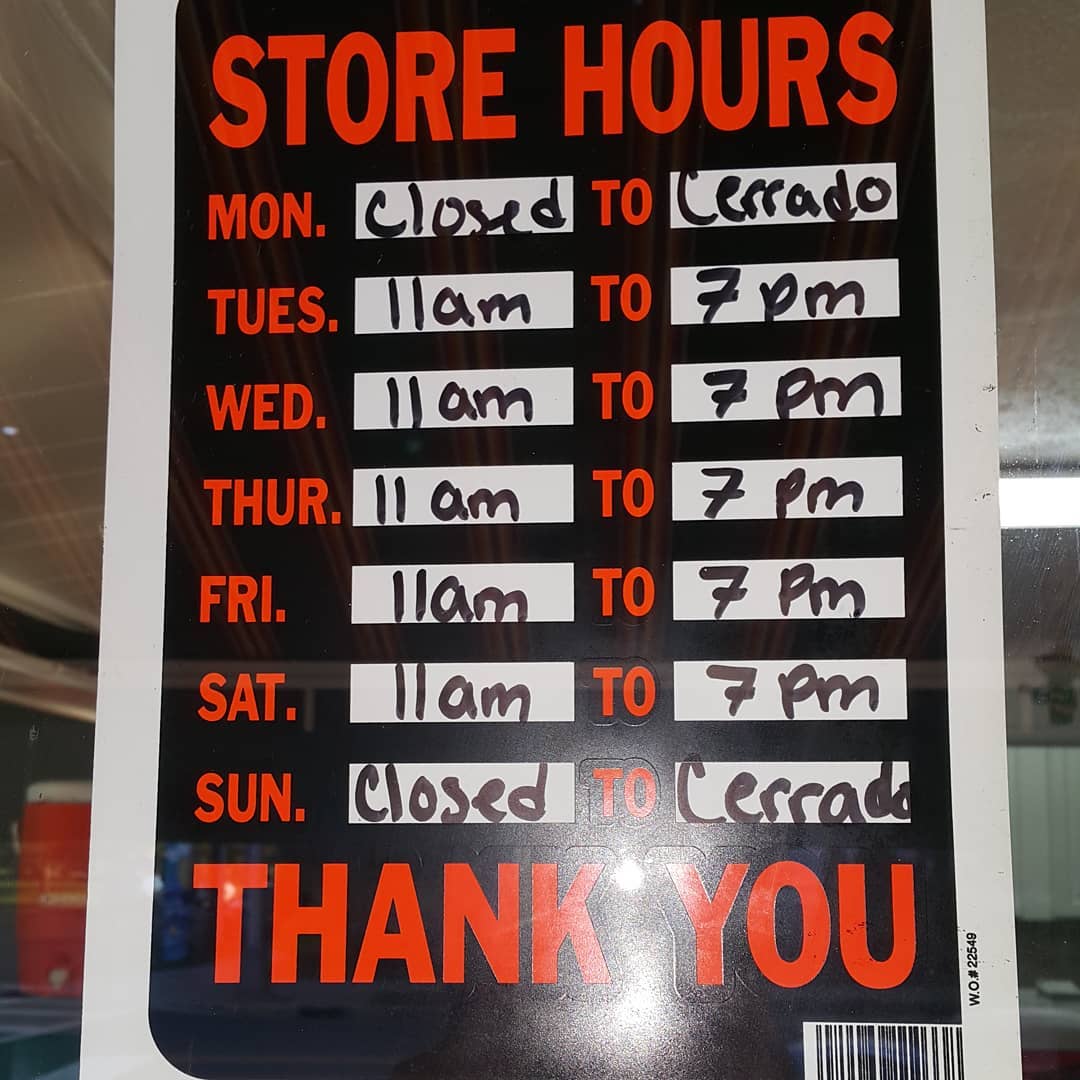 STORE HOURS
MON. Closed TO Cerrado
TUES. 11am TO 7pm
WED. 11am TO 7pm
THUR. 11am TO 7pm
FRI. 11am TO 7pm
SAT. 11am TO 7pm
SUN. Closed TO Cerrado
THANK YOU
W.O.# 22549